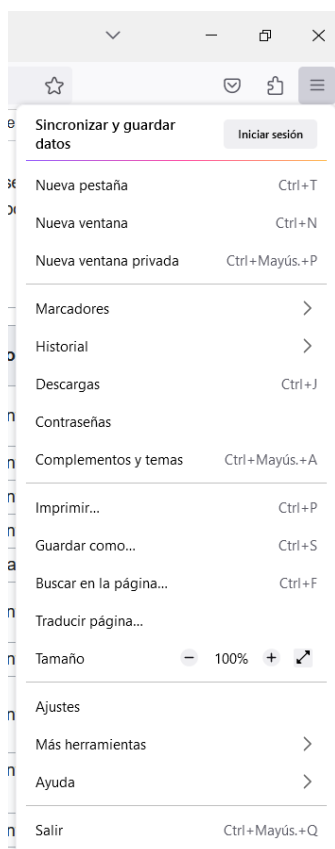 Sincronizar y guardar
datos
Iniciar sesión
Nueva pestaña Ctrl+T
Nueva ventana Ctrl+N
Nueva ventana privada Ctrl+Mayús.+P
Marcadores
Historial
Descargas Ctrl+J
Contraseñas
Complementos y temas Ctrl+Mayús.+A
Imprimir... Ctrl+P
Guardar como... Ctrl+S
Buscar en la página... Ctrl+F
Traducir página...
Tamaño − 100% +
Ajustes
Más herramientas
Ayuda
Salir Ctrl+Mayús.+Q